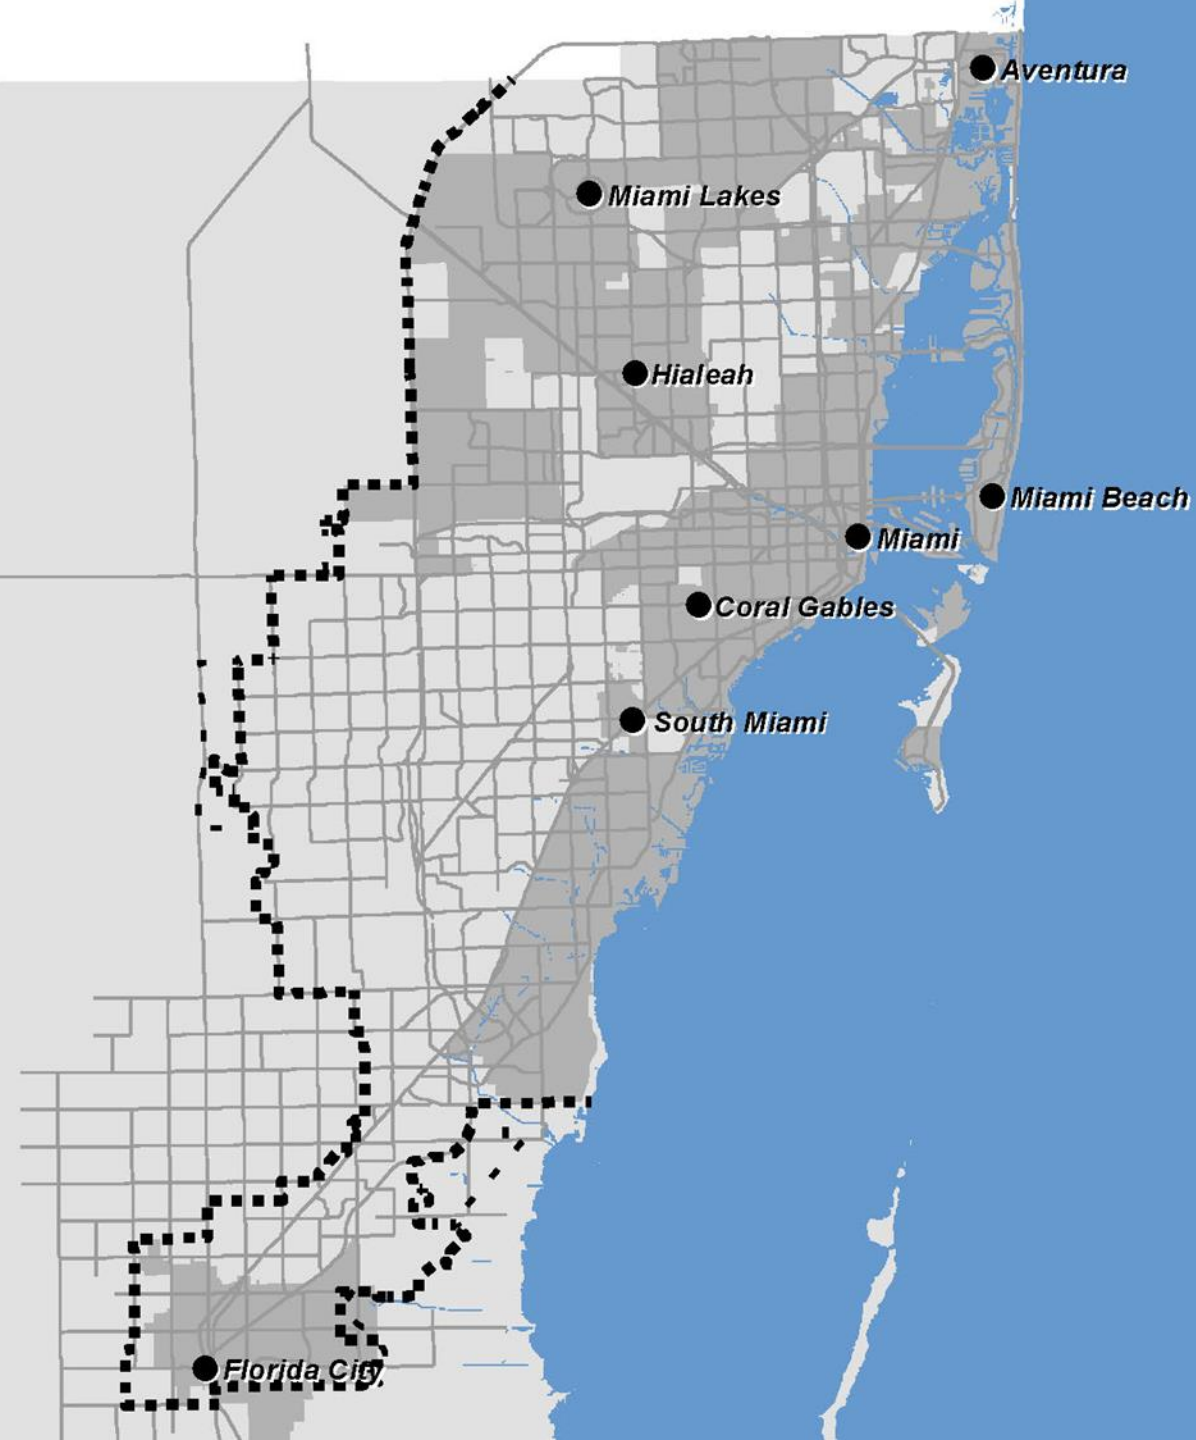 Aventura
Miami Lakes
Hialeah
Miami Beach
Miami
Coral Gables
South Miami
Florida City